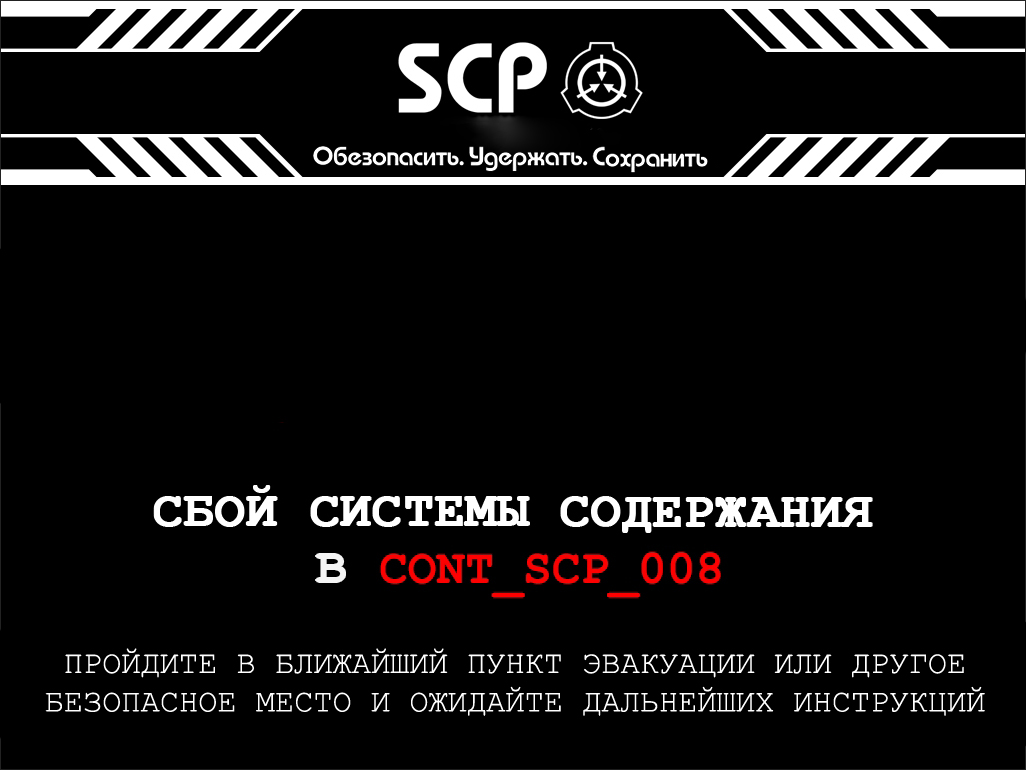 SCP
Обезопасить. Удержать. Сохранить
СБОЙ СИСТЕМЫ СОДЕРЖАНИЯ
В CONT_SCP_008
ПРОЙДИТЕ В БЛИЖАЙШИЙ ПУНКТ ЭВАКУАЦИИ ИЛИ ДРУГОЕ
БЕЗОПАСНОЕ МЕСТО И ОЖИДАЙТЕ ДАЛЬНЕЙШИХ ИНСТРУКЦИЙ